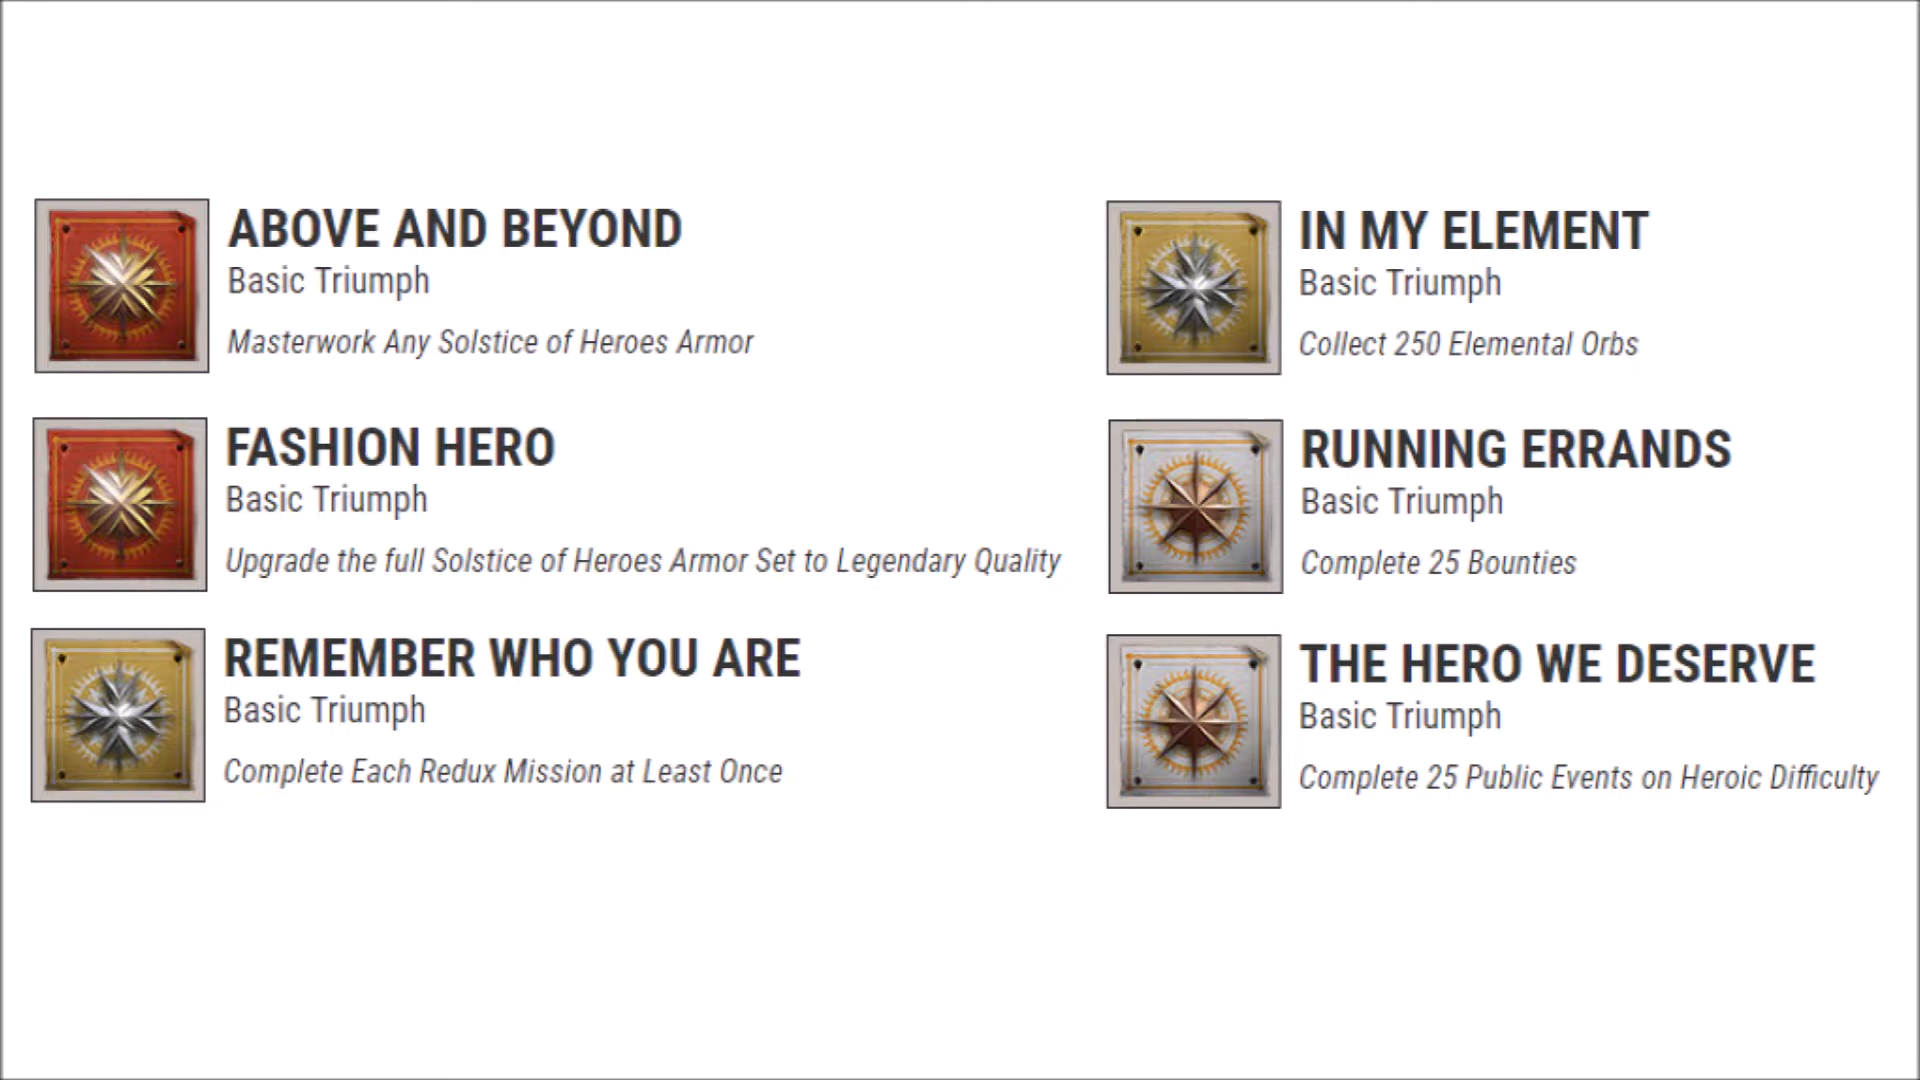 ABOVE AND BEYOND
Basic Triumph
Masterwork Any Solstice of Heroes Armor
FASHION HERO
Basic Triumph
Upgrade the full Solstice of Heroes Armor Set to Legendary Quality
REMEMBER WHO YOU ARE
Basic Triumph
Complete Each Redux Mission at Least Once
IN MY ELEMENT
Basic Triumph
Collect 250 Elemental Orbs
RUNNING ERRANDS
Basic Triumph
Complete 25 Bounties
THE HERO WE DESERVE
Basic Triumph
Complete 25 Public Events on Heroic Difficulty